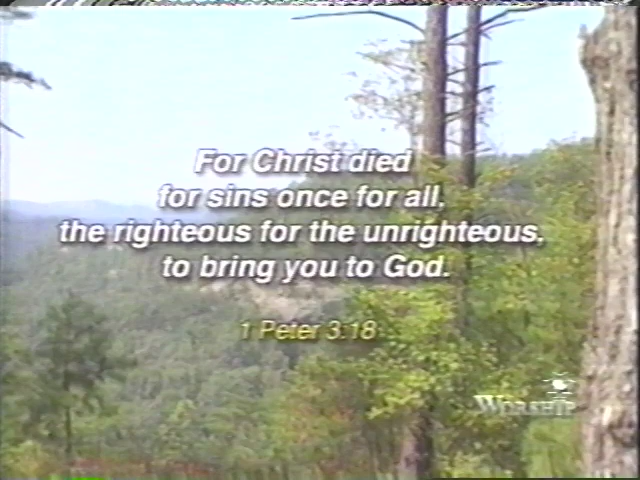 For Christ died
for sins once for all,
the righteous for the unrighteous,
to bring you to God.
1 Peter 3:18
WORSHIP